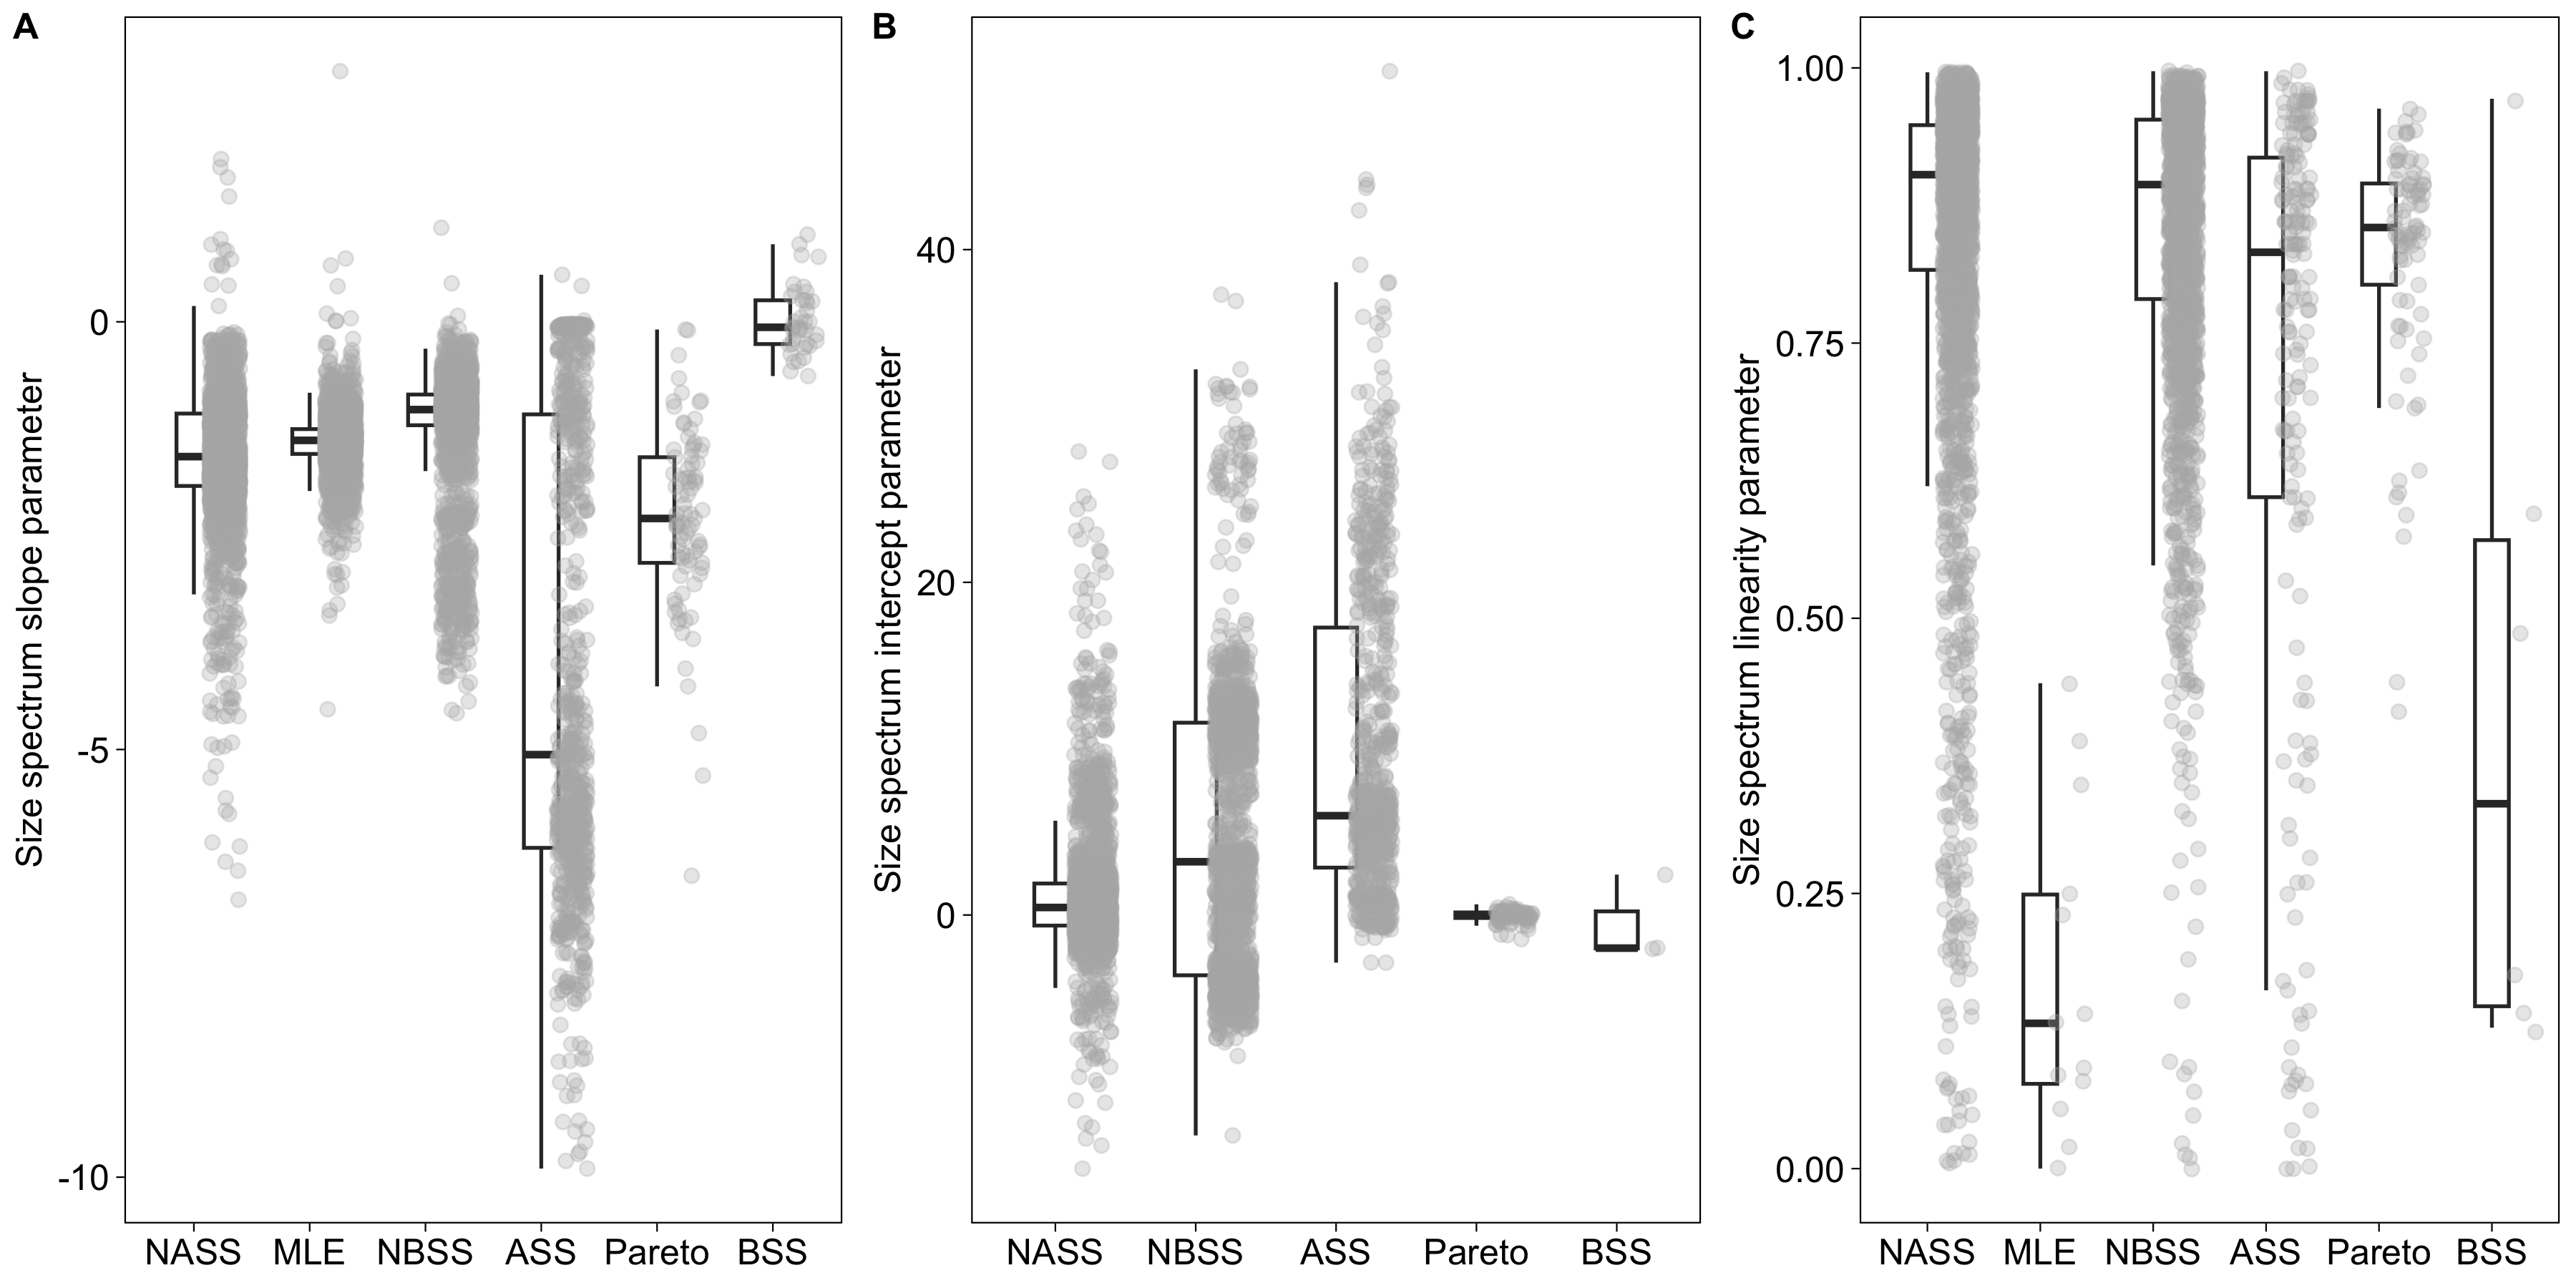 A
Size spectrum slope parameter
0
-5
-10
NASS MLE NBSS ASS Pareto BSS
B
Size spectrum intercept parameter
40
20
0
NASS NBSS ASS Pareto BSS
C
Size spectrum linearity parameter
1.00
0.75
0.50
0.25
0.00
NASS MLE NBSS ASS Pareto BSS